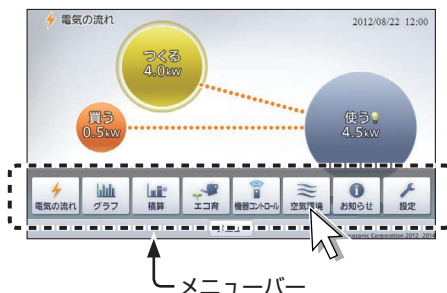 電気の流れ
2012/08/22 12:00
つくる
4.0kw
買う
0.5kw
使う
4.5kw
電気の流れ グラフ 積算 エコ育 機器コントロール 空気環境 お知らせ 設定
Corporation 2012-
メニューバー